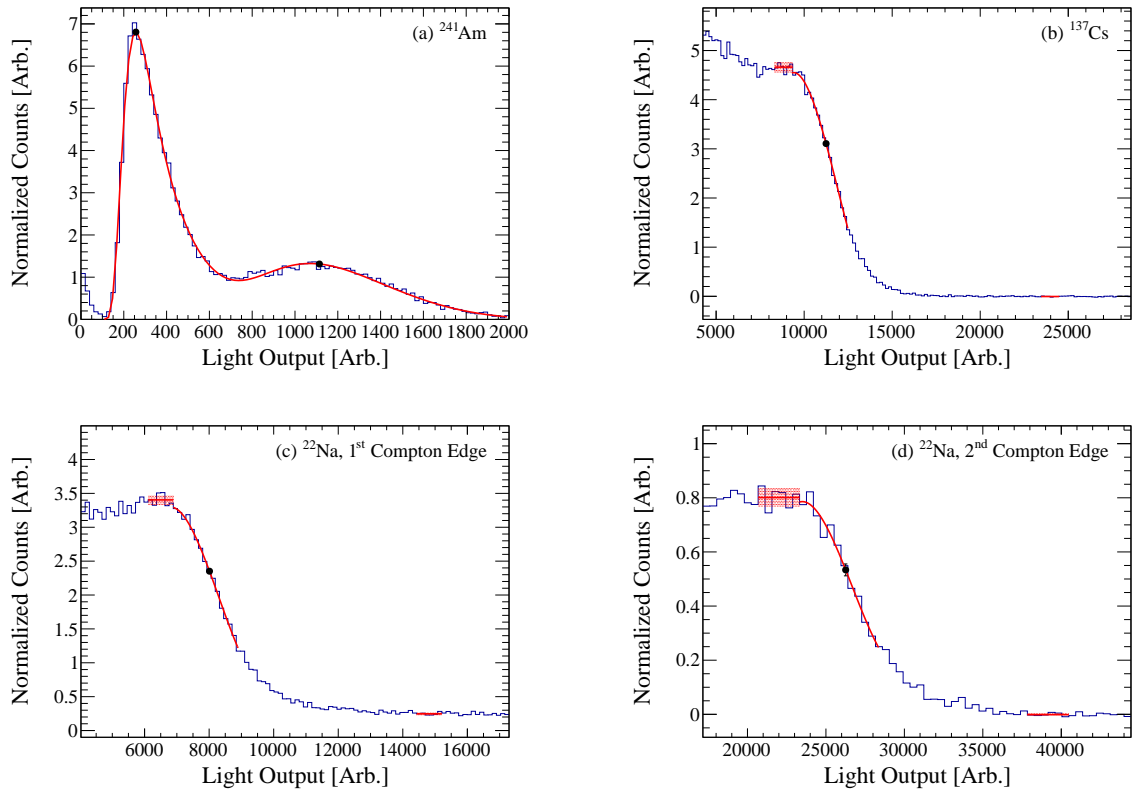 (a) ²⁴¹Am
Normalized Counts [Arb.]
7
6
5
4
3
2
1
0
0 200 400 600 800 1000 1200 1400 1600 1800 2000
Light Output [Arb.]
(b) ¹³⁷Cs
Normalized Counts [Arb.]
5
4
3
2
1
0
5000 10000 15000 20000 25000
Light Output [Arb.]
(c) ²²Na, 1ˢᵗ Compton Edge
Normalized Counts [Arb.]
4
3.5
3
2.5
2
1.5
1
0.5
0
6000 8000 10000 12000 14000 16000
Light Output [Arb.]
(d) ²²Na, 2ⁿᵈ Compton Edge
Normalized Counts [Arb.]
1
0.8
0.6
0.4
0.2
0
20000 25000 30000 35000 40000
Light Output [Arb.]